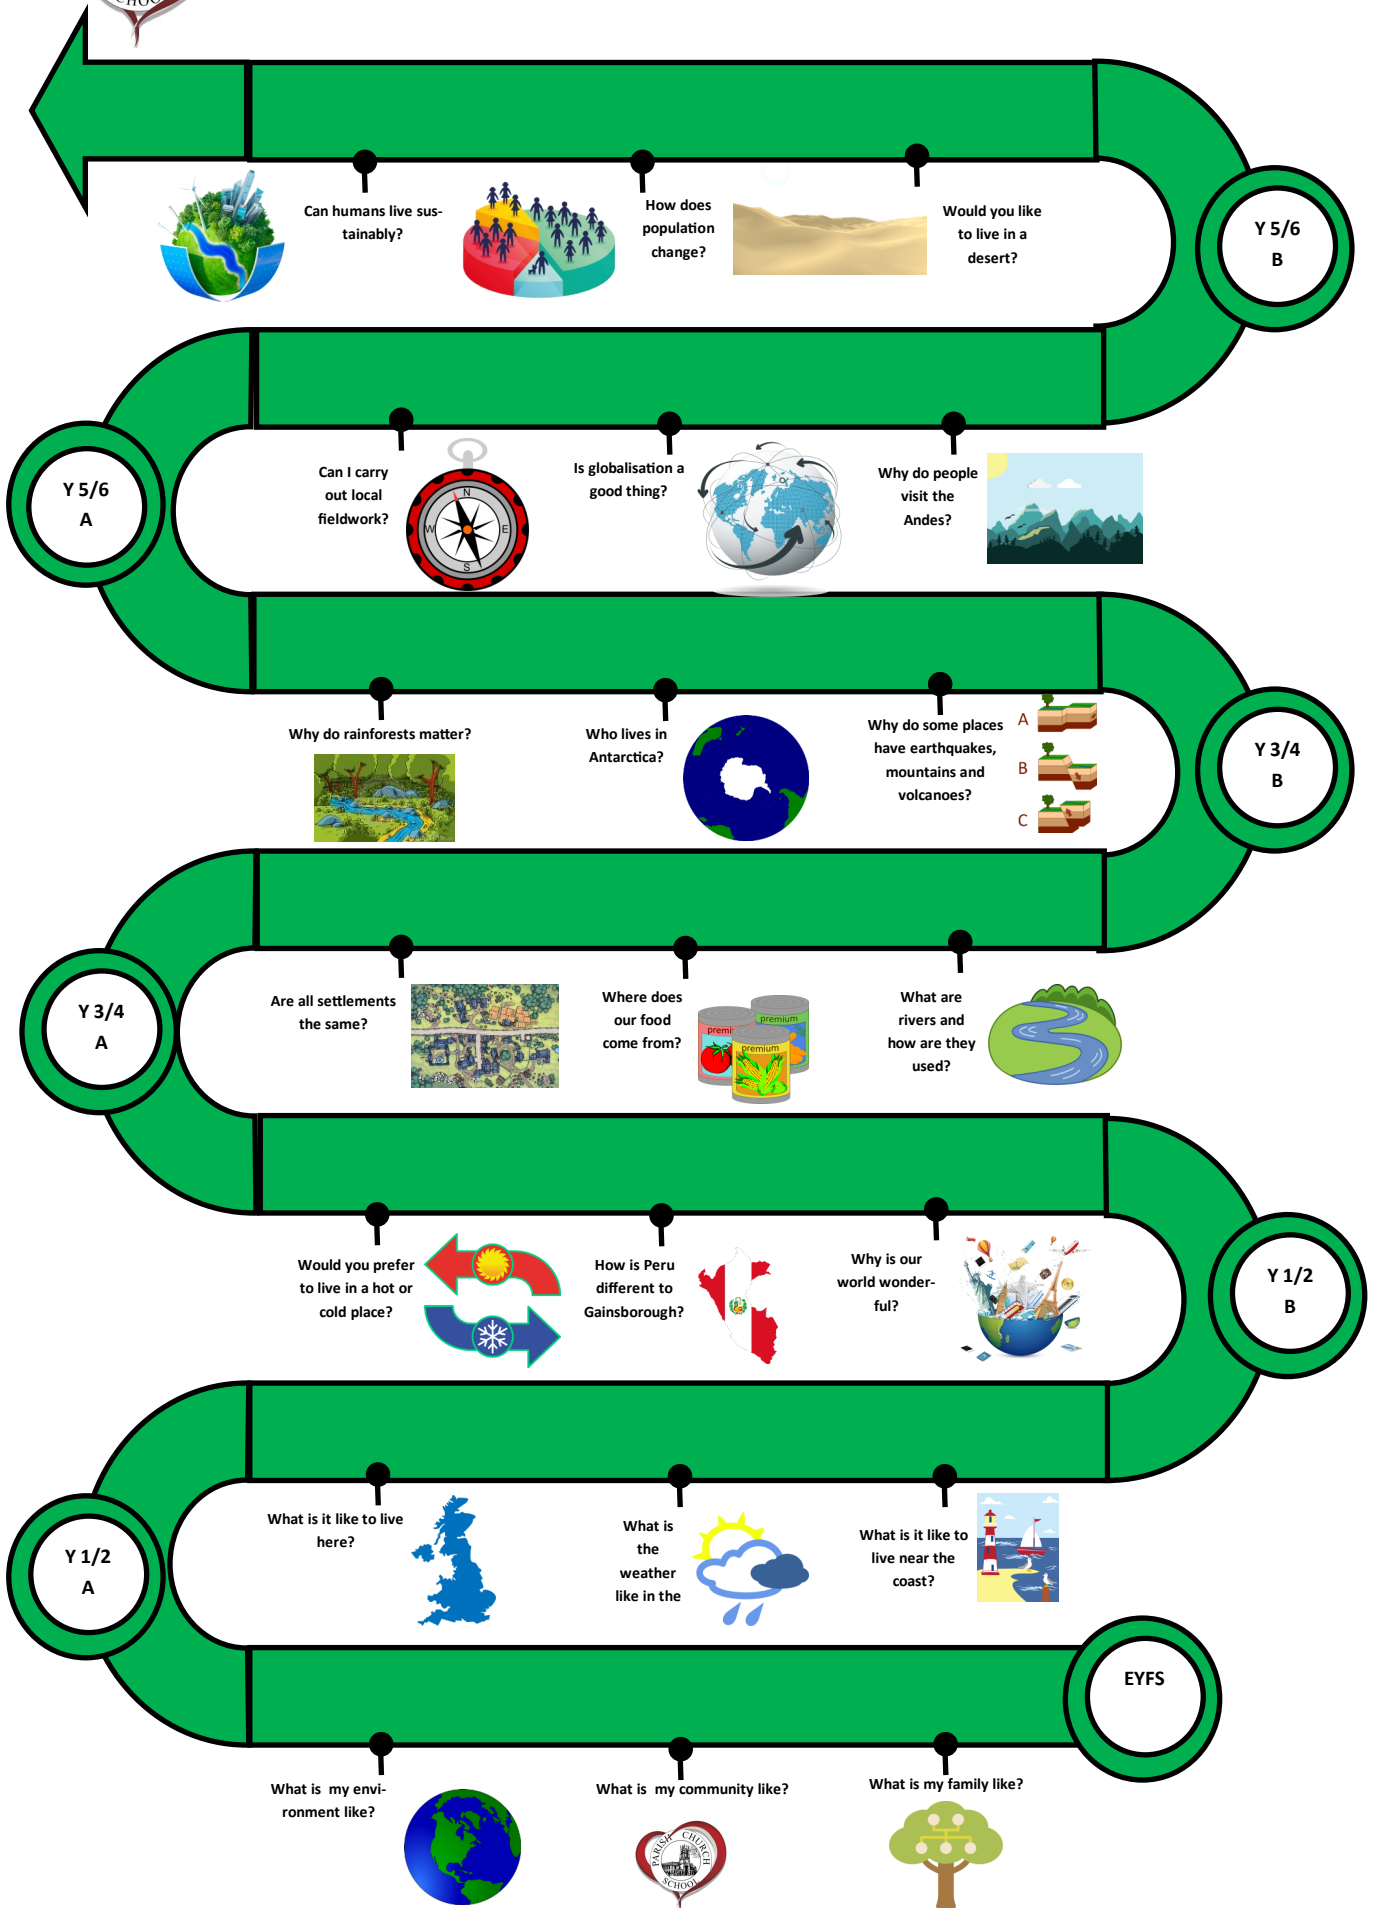 CHOO
Can humans live sus-
tainably?
How does
population
change?
Would you like
to live in a
desert?
Y 5/6
B
Y 5/6
A
Can I carry
out local
fieldwork?
N
W
E
S
Is globalisation a
good thing?
Why do people
visit the
Andes?
Why do rainforests matter?
Who lives in
Antarctica?
Why do some places
have earthquakes,
mountains and
volcanoes?
A
B
C
Y 3/4
B
Y 3/4
A
Are all settlements
the same?
Where does
our food
come from?
premi
premium
premium
What are
rivers and
how are they
used?
Would you prefer
to live in a hot or
cold place?
How is Peru
different to
Gainsborough?
Why is our
world wonder-
ful?
Y 1/2
B
Y 1/2
A
What is it like to live
here?
What is
the
weather
like in the
What is it like to
live near the
coast?
EYFS
What is  my envi-
ronment like?
What is  my community like?
PARISH CHURCH
SCHOOL
What is my family like?